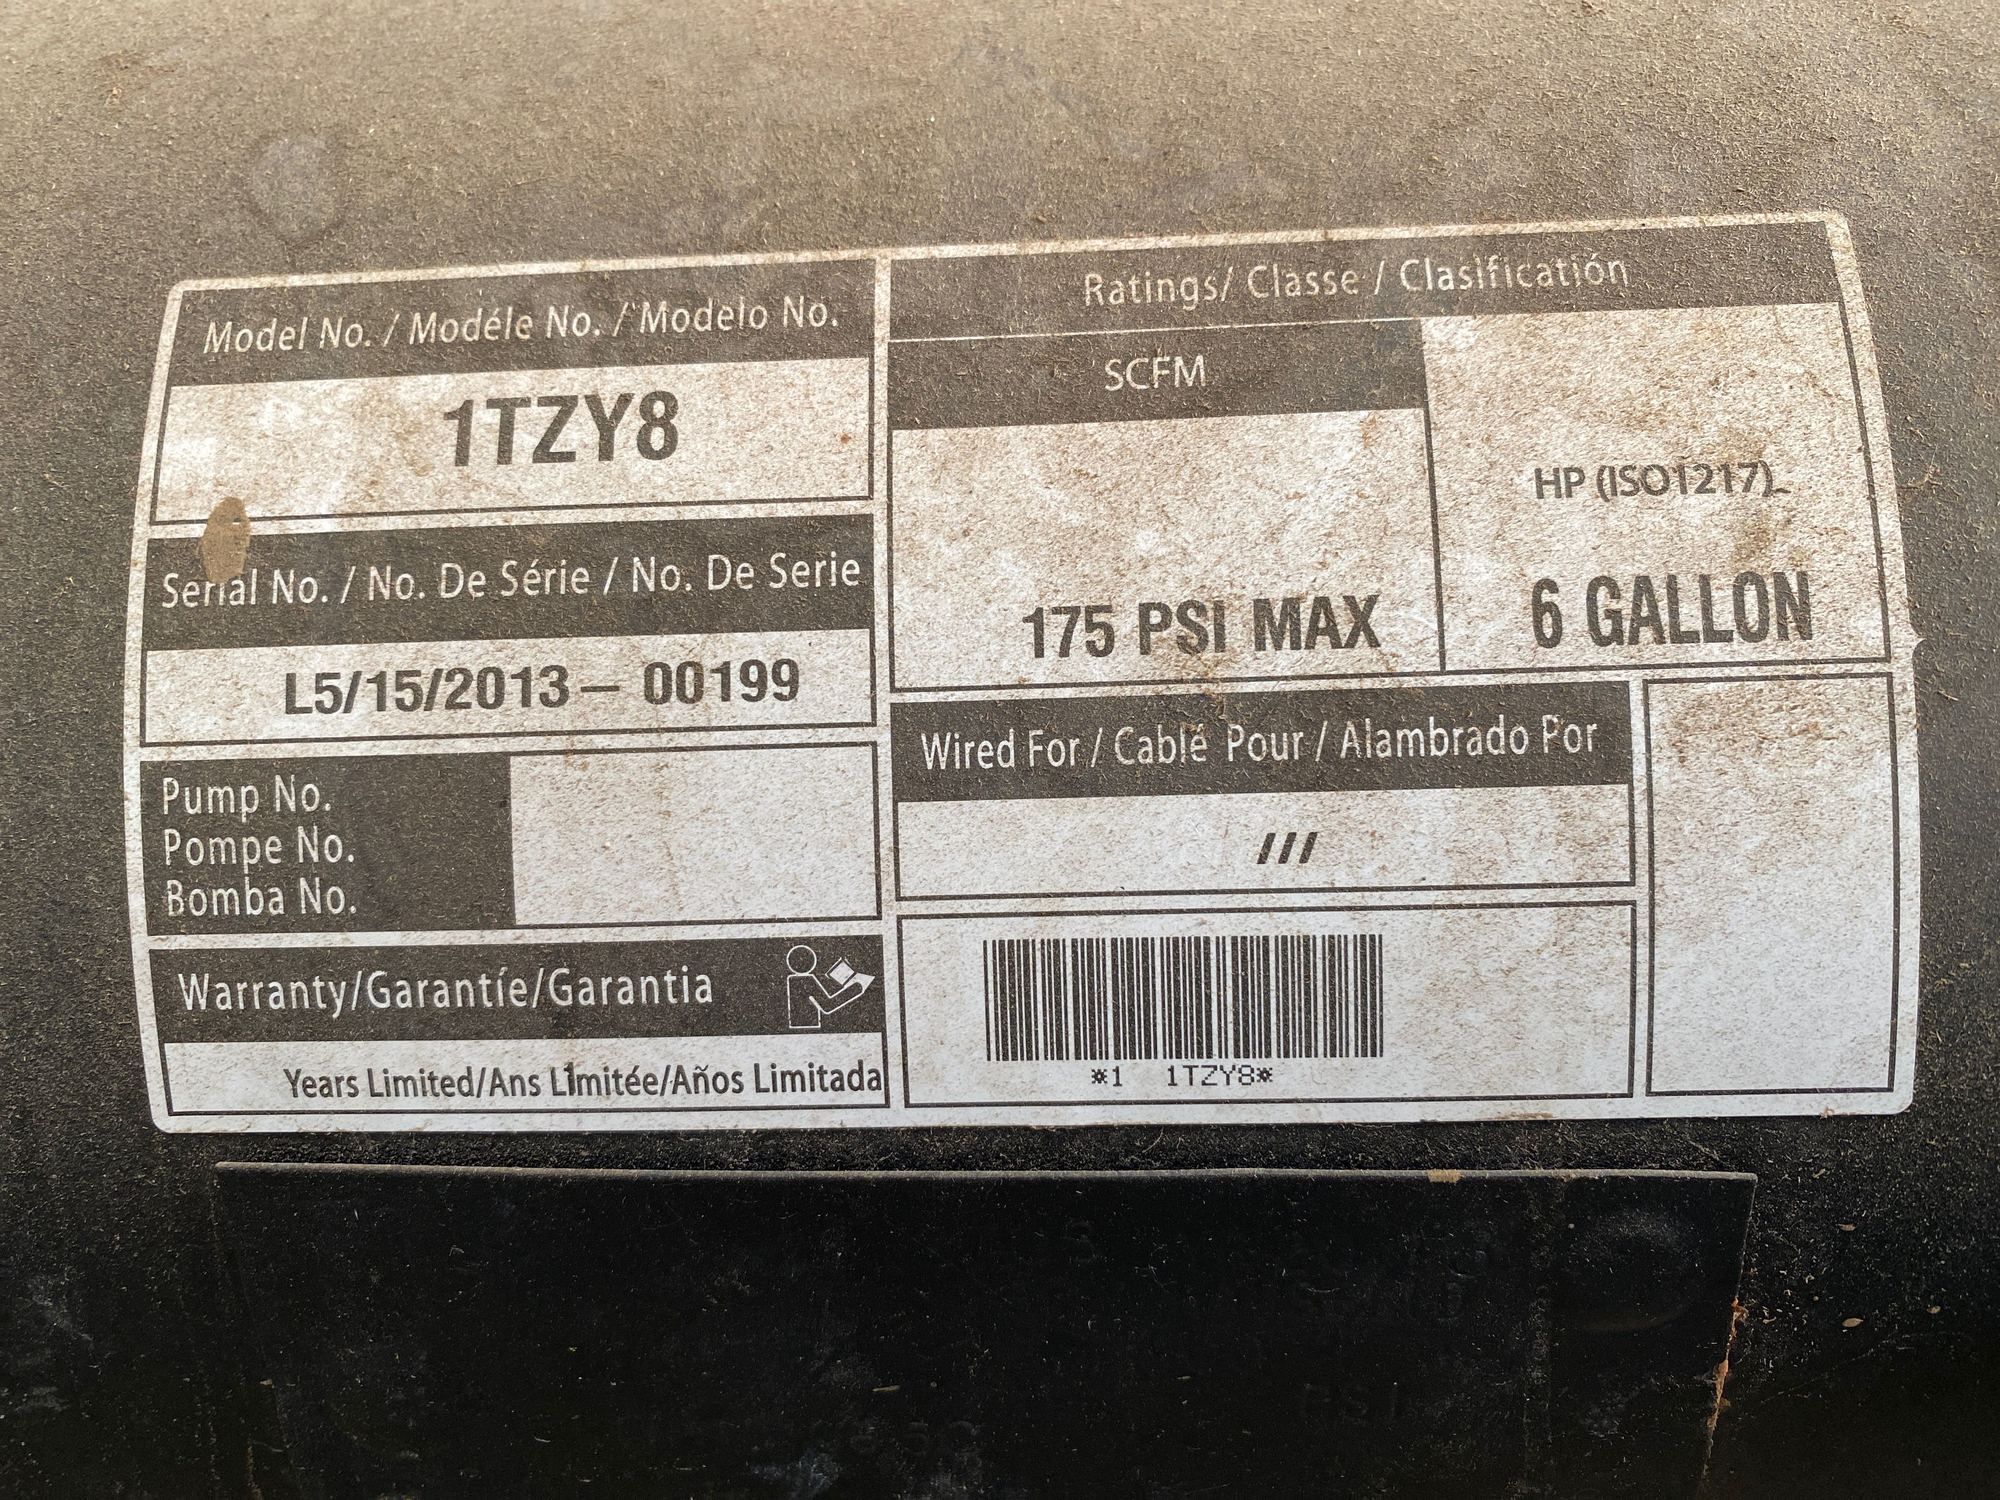 Model No. / Modéle No. / Modelo No.
1TZY8
Serial No. / No. De Série / No. De Serie
L5/15/2013 – 00199
Pump No.
Pompe No.
Bomba No.
Warranty/Garantíe/Garantia
Years Limited/Ans Limitée/Años Limitada
Ratings/ Classe / Clasification
SCFM
175 PSI MAX
HP (ISO1217)
6 GALLON
Wired For / Cablé Pour / Alambrado Por
///
*1 1TZY8*